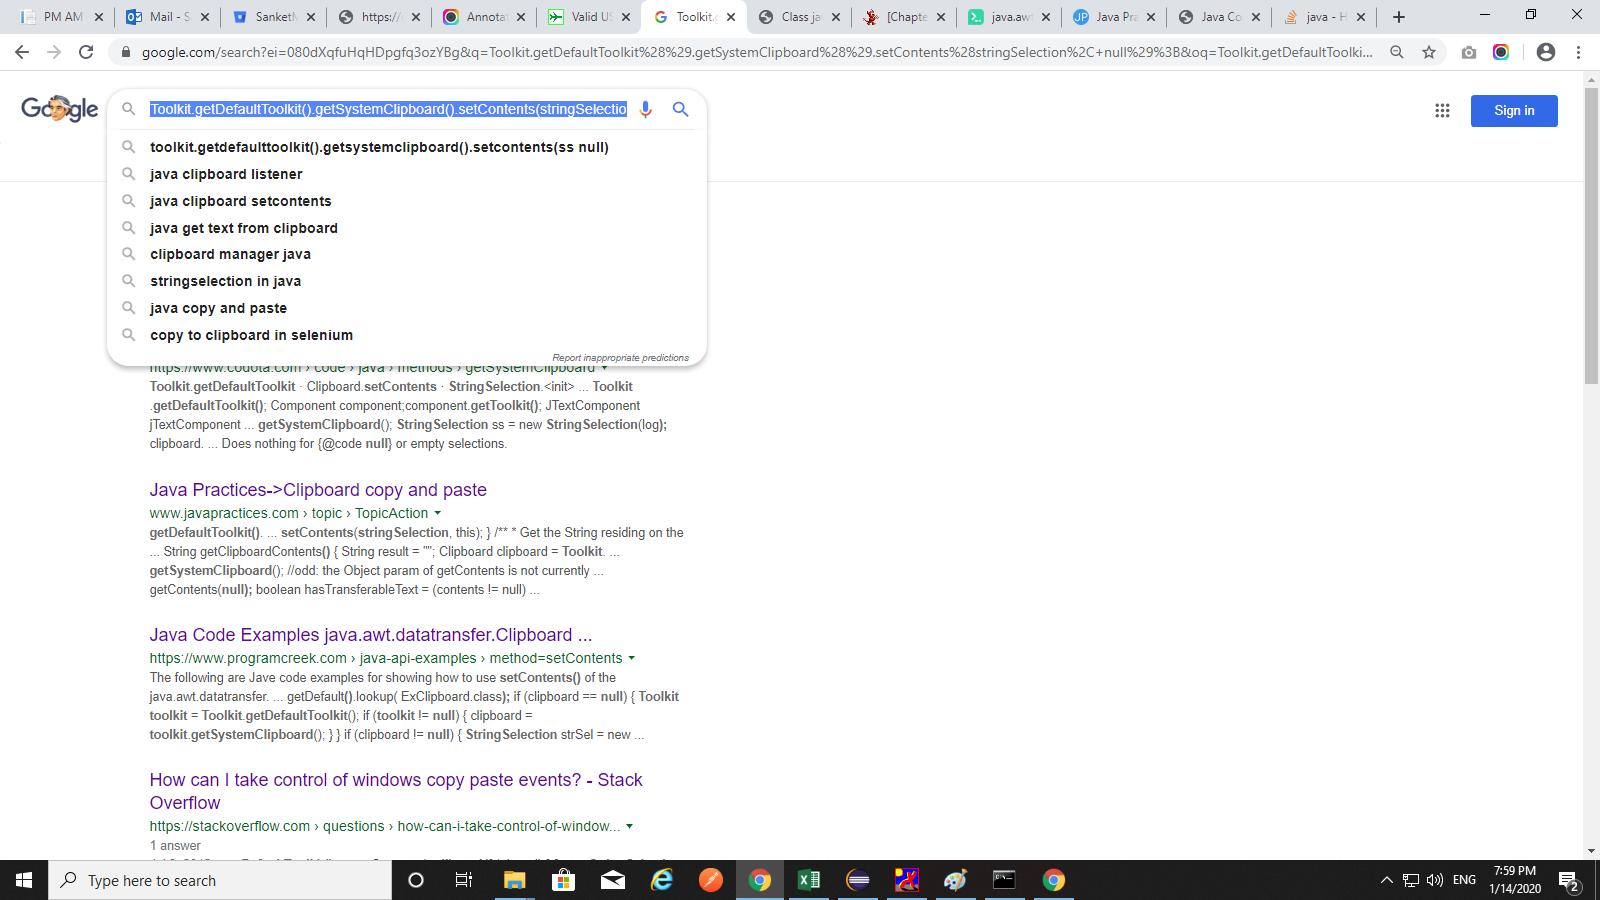 PM AM
Mail - S
SanketM
https://
Annota
Valid US
Toolkit.g
Class ja
[Chapte
java.aw
Java Pra
Java Co
java - H
google.com/search?ei=080dXqfuHqHDpgfq3ozYBg&q=Toolkit.getDefaultToolkit%28%29.getSystemClipboard%28%29.setContents%28stringSelection%2C+null%29%3B&oq=Toolkit.getDefaultToolki...
Google
Toolkit.getDefaultToolkit().getSystemClipboard().setContents(stringSelectio
Sign in
toolkit.getdefaulttoolkit().getsystemclipboard().setcontents(ss null)
java clipboard listener
java clipboard setcontents
java get text from clipboard
clipboard manager java
stringselection in java
java copy and paste
copy to clipboard in selenium
Report inappropriate predictions
https://www.codota.com › code › java › methods › getSystemClipboard
Toolkit.getDefaultToolkit · Clipboard.setContents · StringSelection.<init> ... Toolkit
.getDefaultToolkit(); Component component;component.getToolkit(); JTextComponent
jTextComponent ... getSystemClipboard(); StringSelection ss = new StringSelection(log);
clipboard. ... Does nothing for {@code null} or empty selections.
Java Practices->Clipboard copy and paste
www.javapractices.com › topic › TopicAction
getDefaultToolkit(). ... setContents(stringSelection, this); } /** * Get the String residing on the
... String getClipboardContents() { String result = ""; Clipboard clipboard = Toolkit. ...
getSystemClipboard(); //odd: the Object param of getContents is not currently ...
getContents(null); boolean hasTransferableText = (contents != null) ...
Java Code Examples java.awt.datatransfer.Clipboard ...
https://www.programcreek.com › java-api-examples › method=setContents
The following are Jave code examples for showing how to use setContents() of the
java.awt.datatransfer. ... getDefault().lookup( ExClipboard.class); if (clipboard == null) { Toolkit
toolkit = Toolkit.getDefaultToolkit(); if (toolkit != null) { clipboard =
toolkit.getSystemClipboard(); } } if (clipboard != null) { StringSelection strSel = new ...
How can I take control of windows copy paste events? - Stack
Overflow
https://stackoverflow.com › questions › how-can-i-take-control-of-window...
1 answer
Type here to search
ENG
7:59 PM
1/14/2020
2